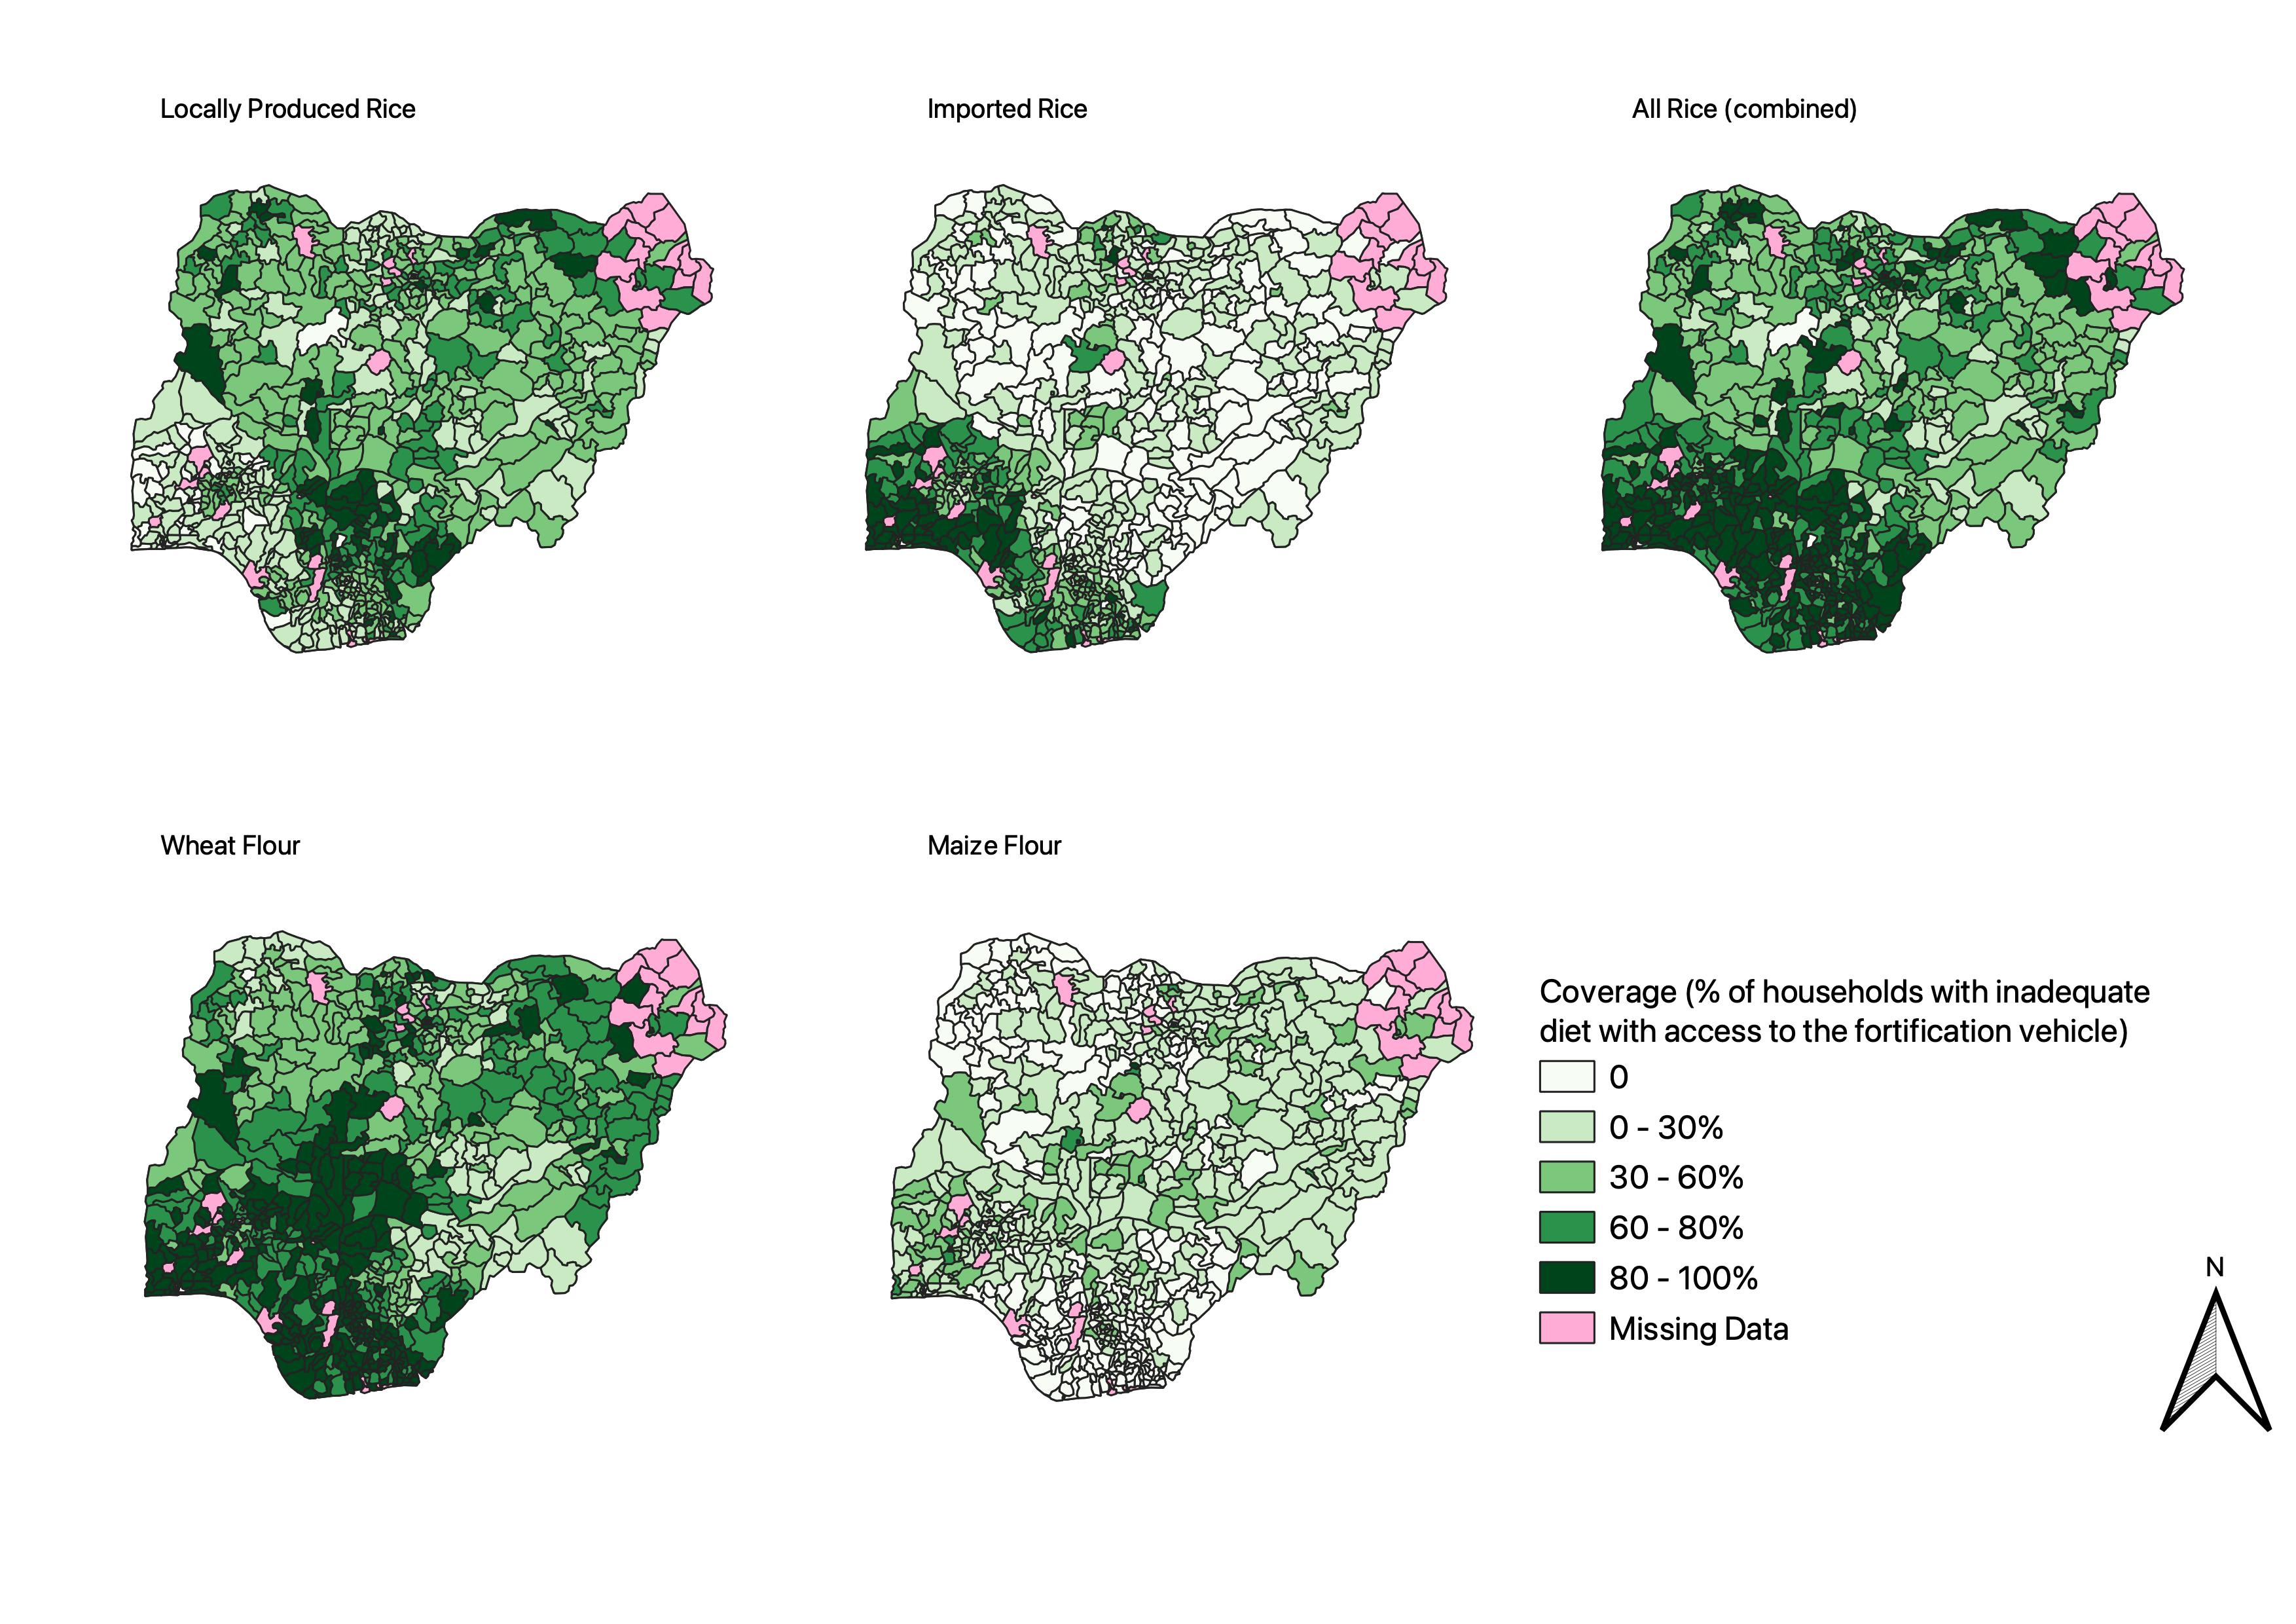 Locally Produced Rice
Imported Rice
All Rice (combined)
Wheat Flour
Maize Flour
Coverage (% of households with inadequate
diet with access to the fortification vehicle)
0
0 - 30%
30 - 60%
60 - 80%
80 - 100%
Missing Data
N